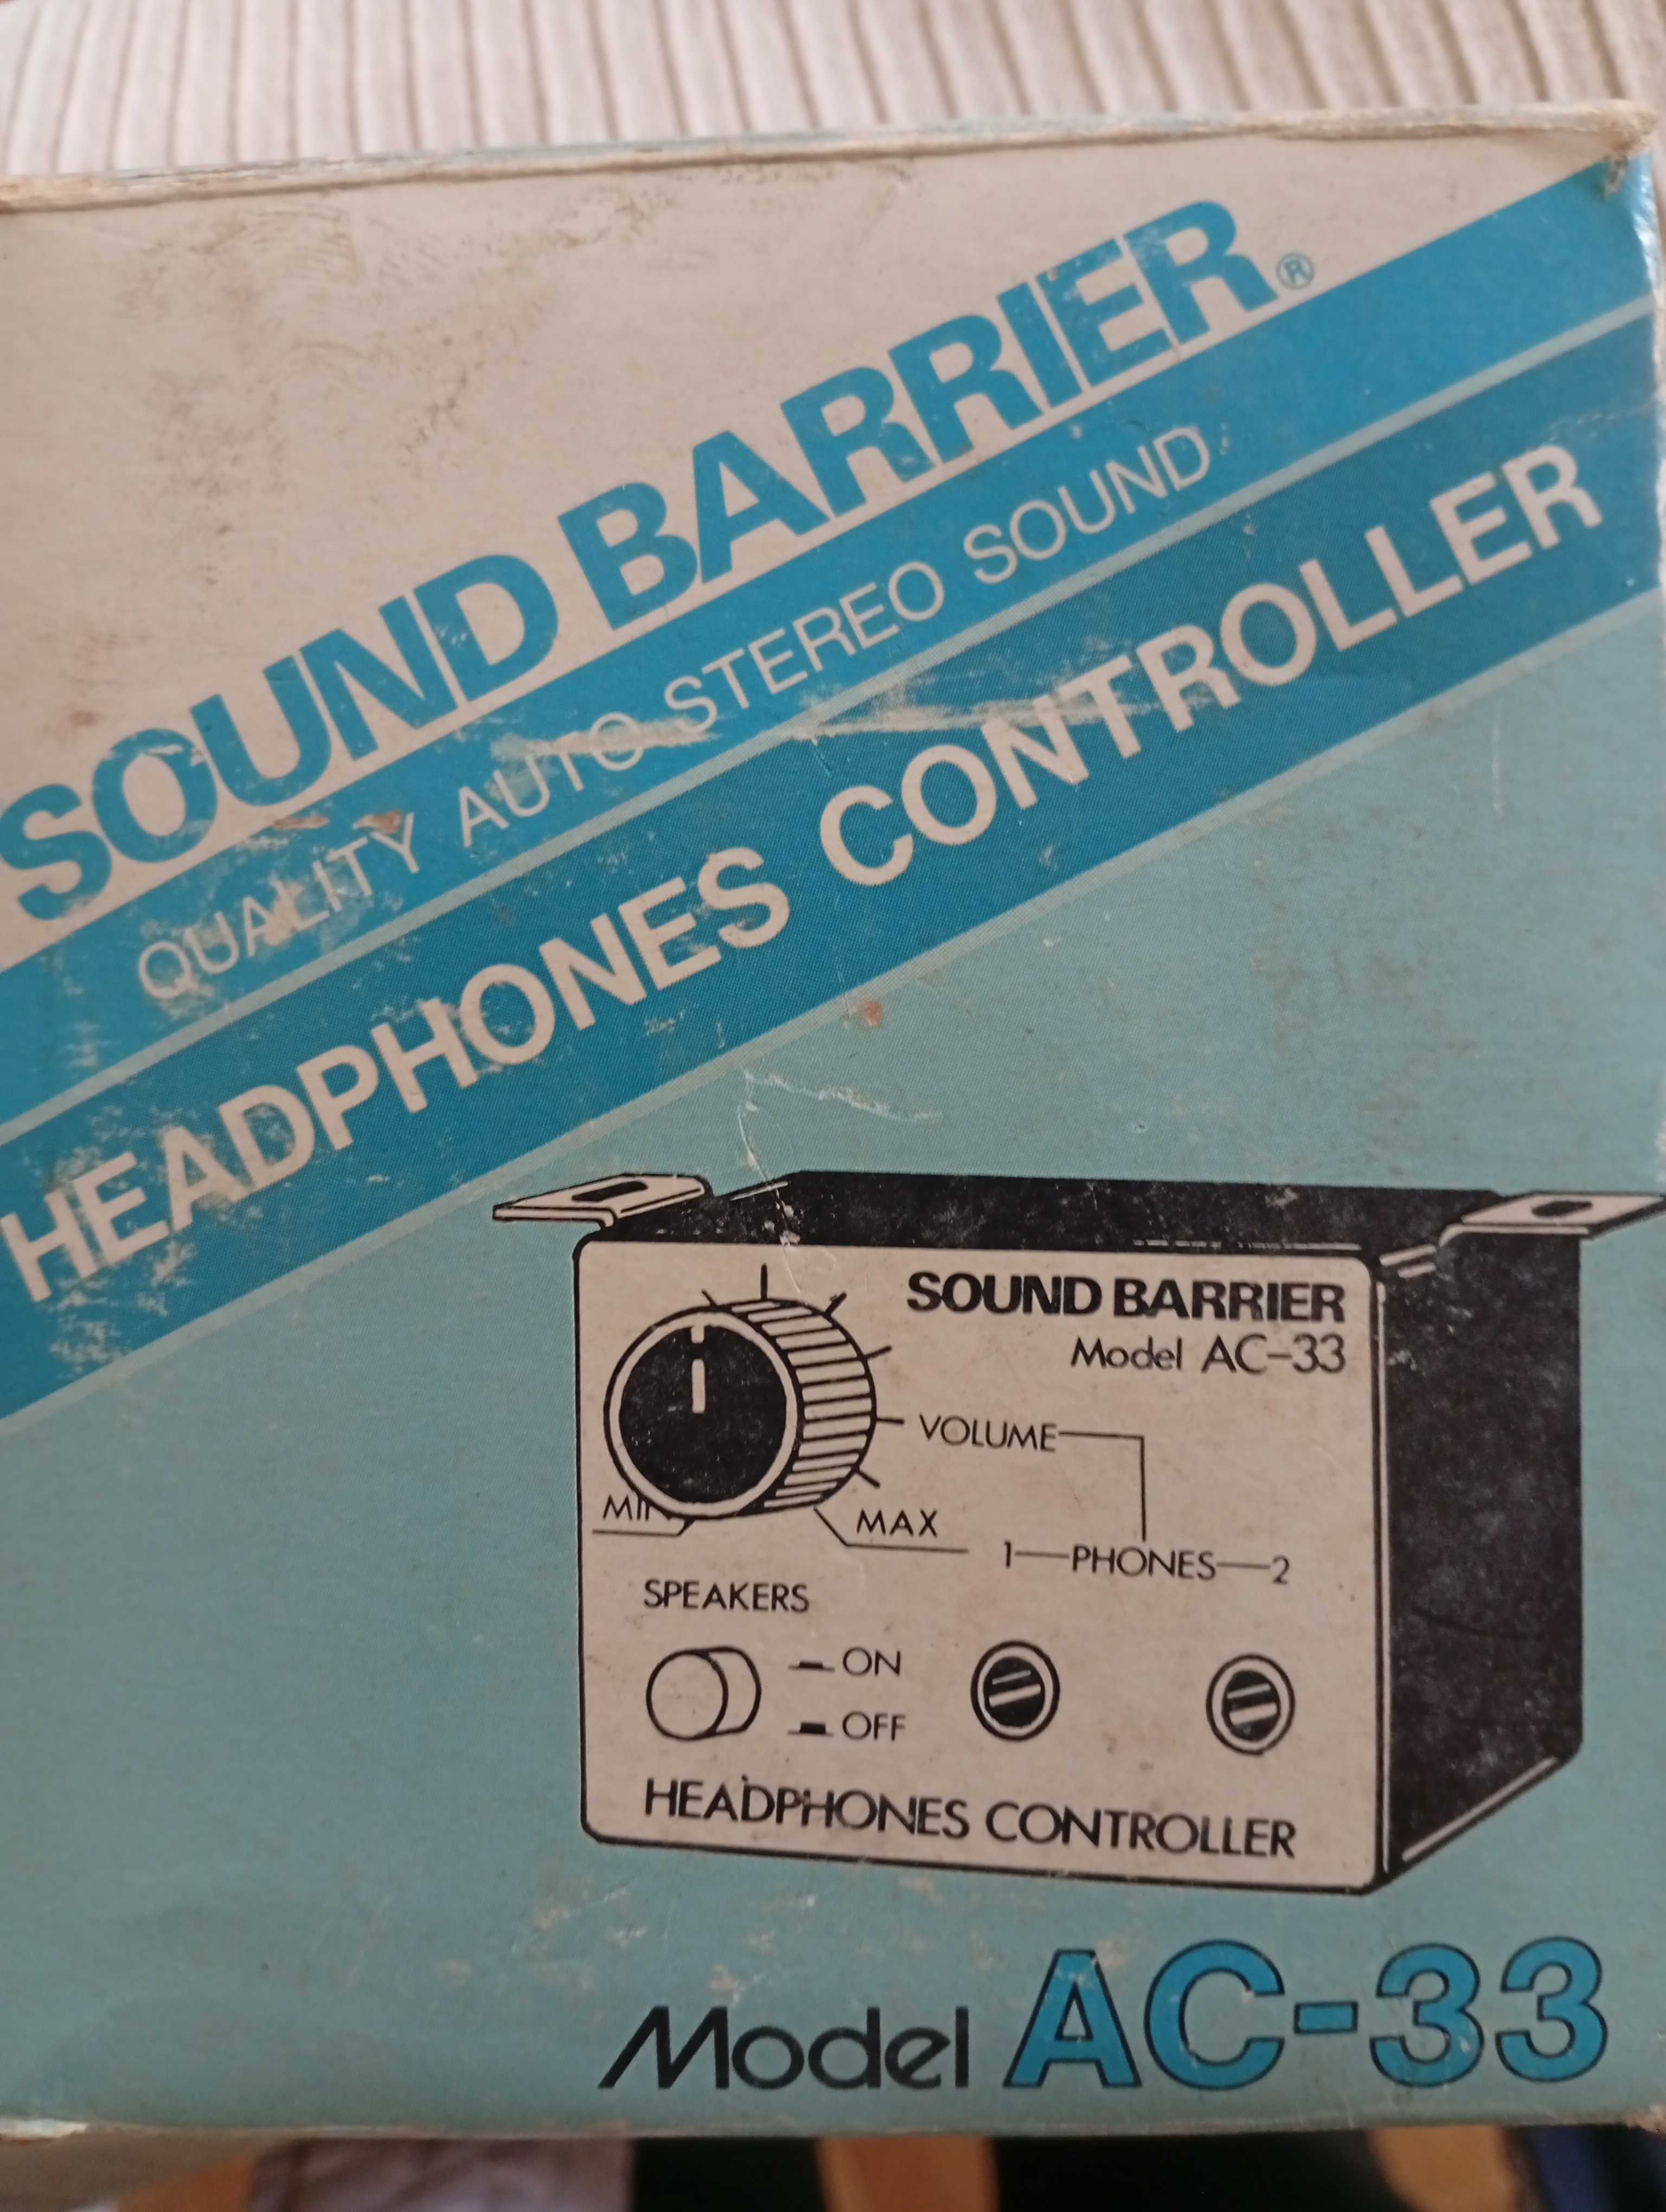 SOUND BARRIER®
QUALITY AUTO STEREO SOUND
HEADPHONES CONTROLLER
SOUND BARRIER
Model AC-33
VOLUME
MIN
MAX
1 PHONES 2
SPEAKERS
ON
OFF
HEADPHONES CONTROLLER
Model AC-33